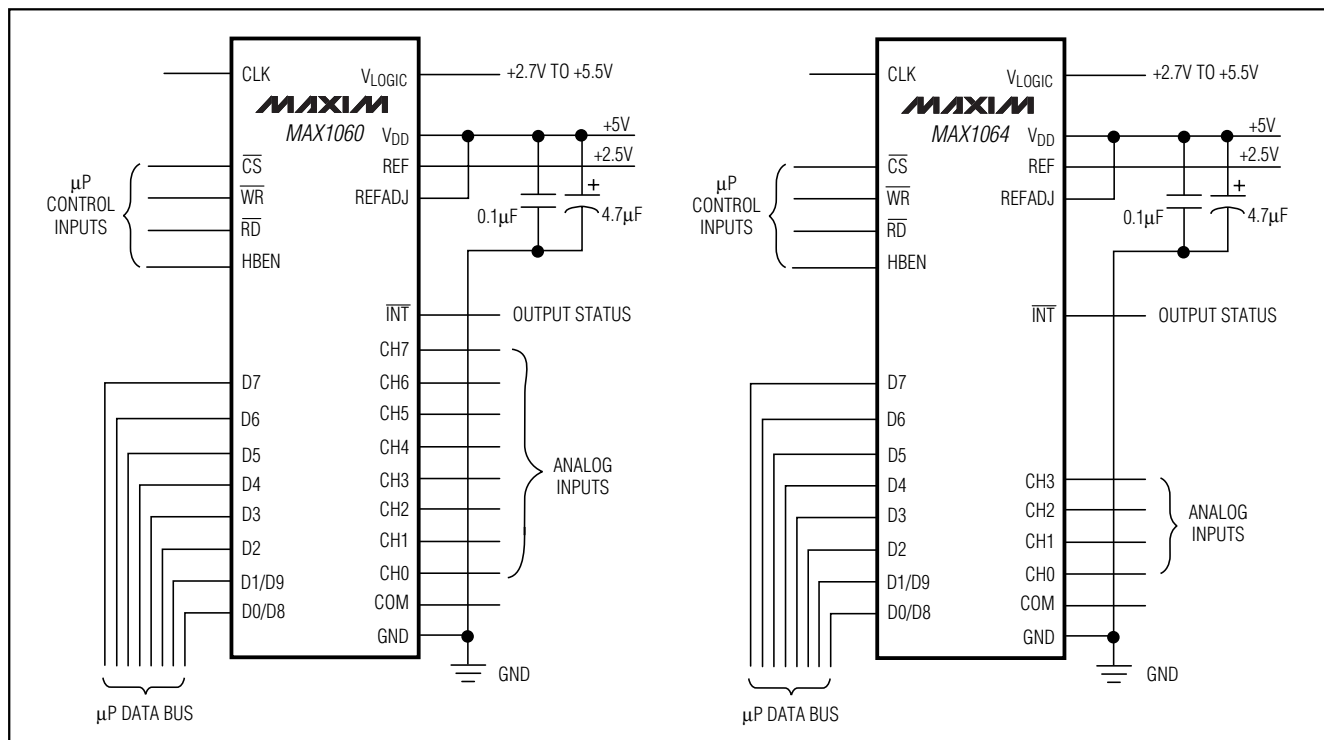 CLK
VLOGIC
+2.7V TO +5.5V
MAXIM
MAX1060
VDD
+5V
CS
REF
+2.5V
WR
REFADJ
RD
HBEN
μP
CONTROL
INPUTS
0.1μF
+
4.7μF
INT
OUTPUT STATUS
CH7
CH6
CH5
CH4
CH3
CH2
CH1
CH0
ANALOG
INPUTS
COM
GND
GND
D7
D6
D5
D4
D3
D2
D1/D9
D0/D8
μP DATA BUS
CLK
VLOGIC
+2.7V TO +5.5V
MAXIM
MAX1064
VDD
+5V
CS
REF
+2.5V
WR
REFADJ
RD
HBEN
μP
CONTROL
INPUTS
0.1μF
+
4.7μF
INT
OUTPUT STATUS
CH3
CH2
CH1
CH0
ANALOG
INPUTS
COM
GND
GND
D7
D6
D5
D4
D3
D2
D1/D9
D0/D8
μP DATA BUS